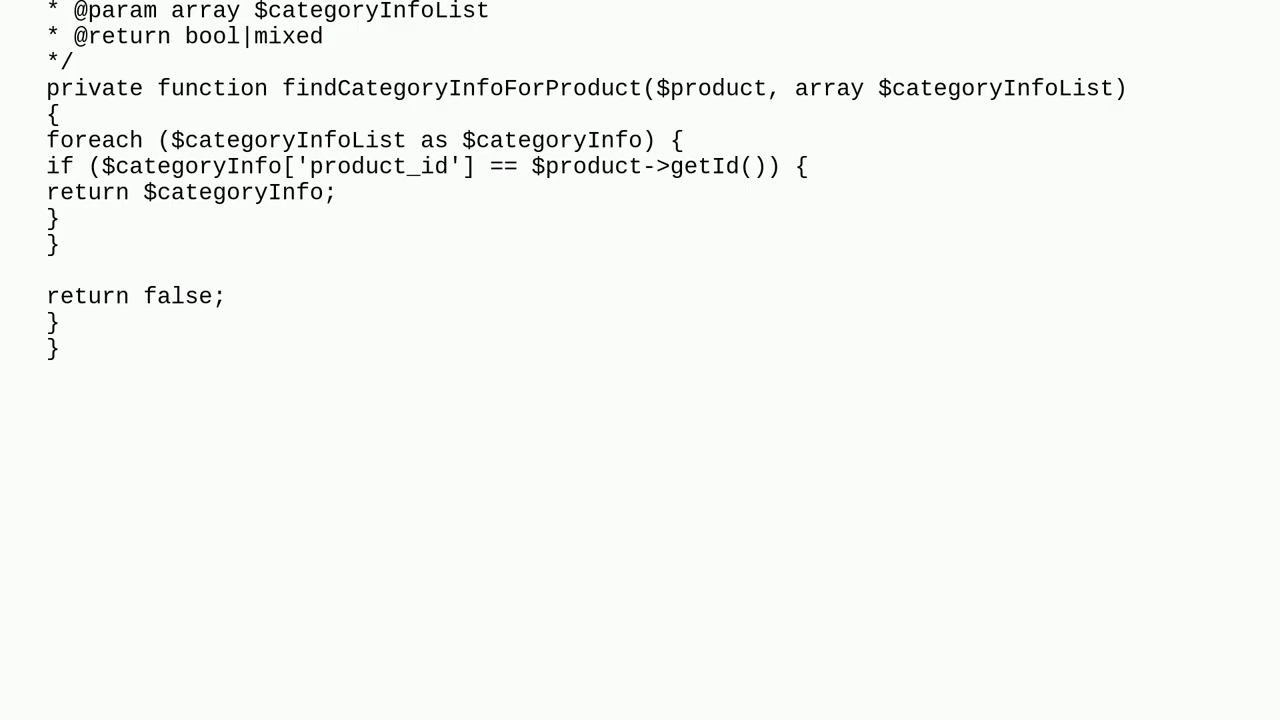 * @param array $categoryInfoList
* @return bool|mixed
*/
private function findCategoryInfoForProduct($product, array $categoryInfoList)
{
foreach ($categoryInfoList as $categoryInfo) {
if ($categoryInfo['product_id'] == $product->getId()) {
return $categoryInfo;
}
}

return false;
}
}